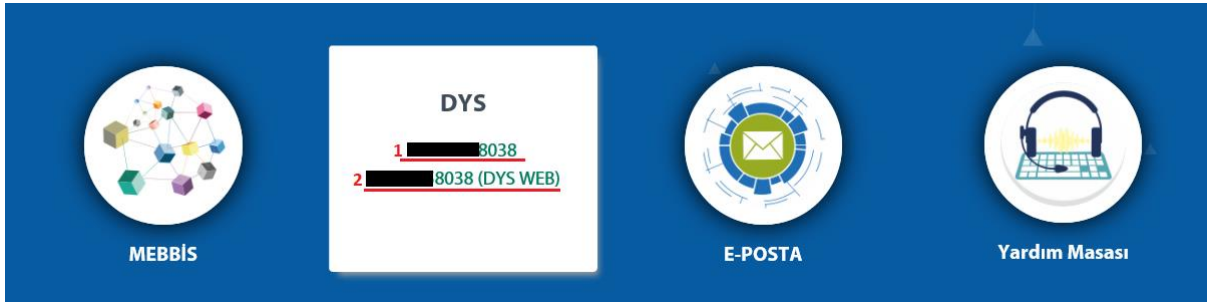 DYS
1 8038
2 8038 (DYS WEB)
MEBBİS
E-POSTA
Yardım Masası